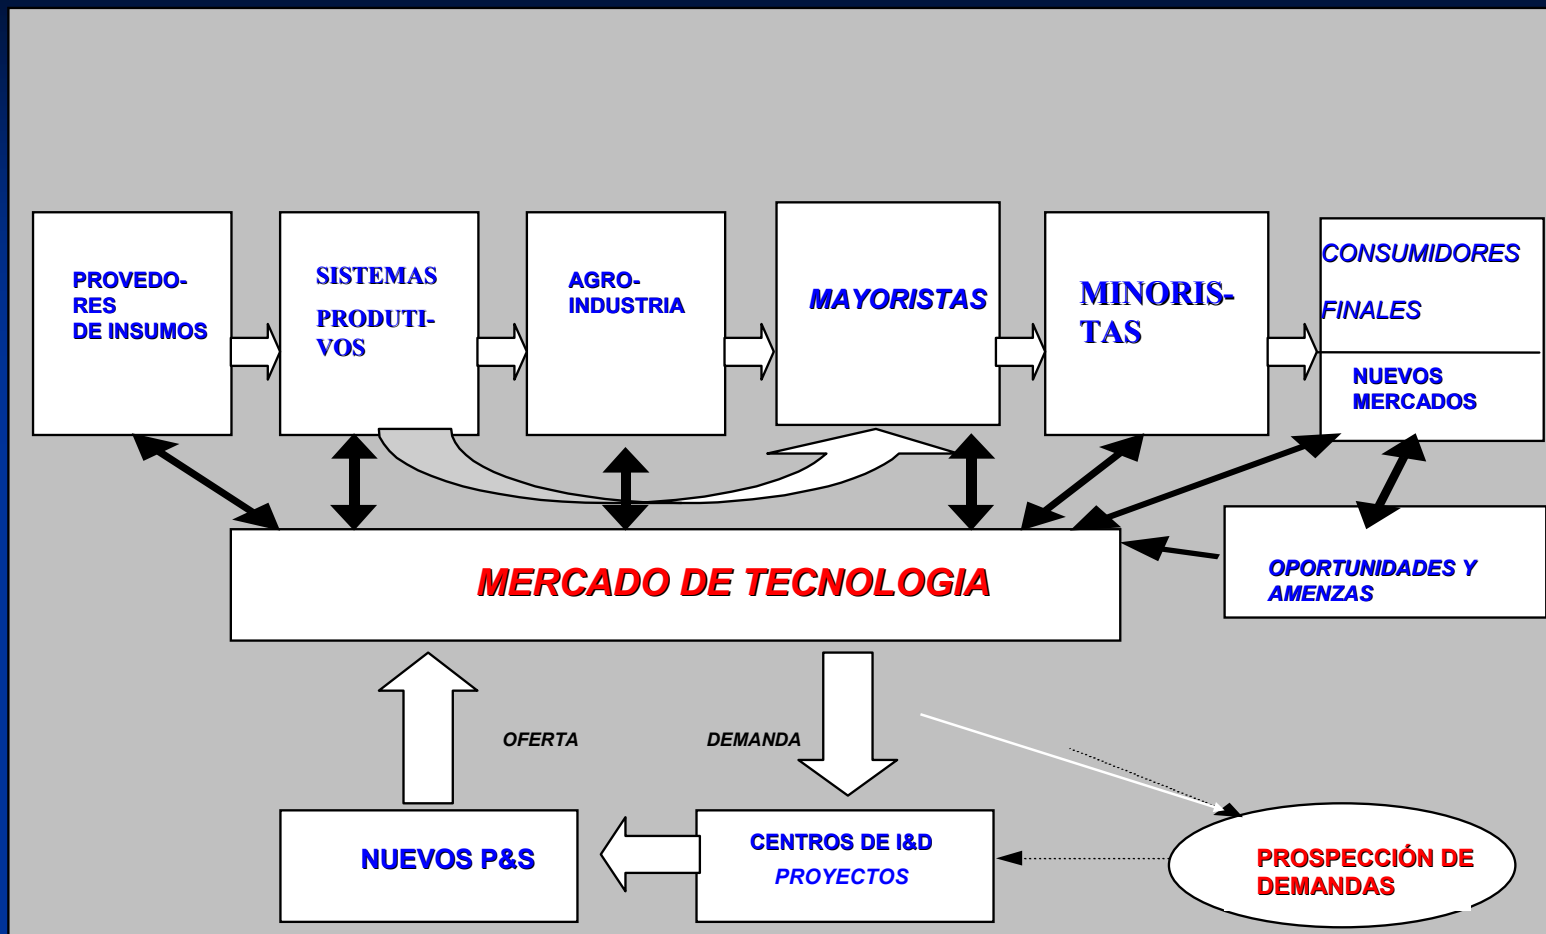 PROVEDO-
RES
DE INSUMOS
SISTEMAS
PRODUTI-
VOS
AGRO-
INDUSTRIA
MAYORISTAS
MINORIS-
TAS
CONSUMIDORES
FINALES
NUEVOS
MERCADOS
MERCADO DE TECNOLOGIA
OPORTUNIDADES Y
AMENZAS
OFERTA
DEMANDA
NUEVOS P&S
CENTROS DE I&D
PROYECTOS
PROSPECCIÓN DE
DEMANDAS